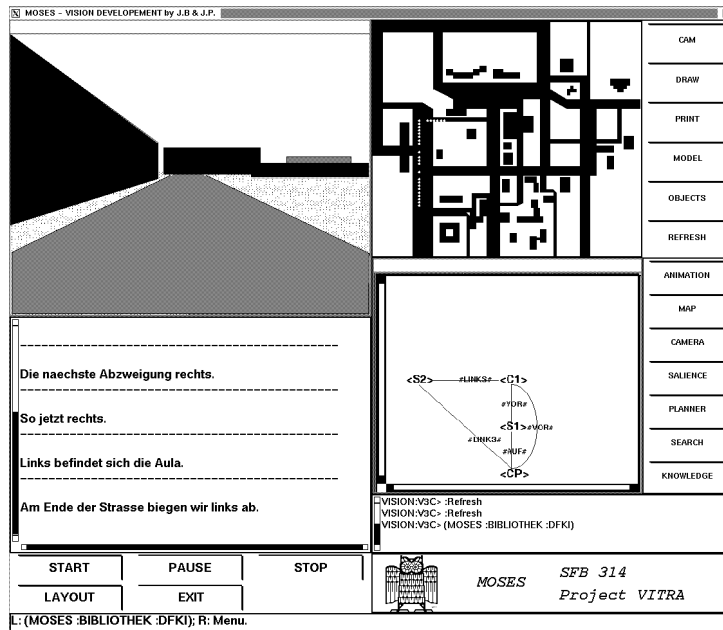 X MOSES - VISION DEVELOPEMENT by J.B & J.P.
CAM
DRAW
PRINT
MODEL
OBJECTS
REFRESH
ANIMATION
MAP
CAMERA
SALIENCE
PLANNER
SEARCH
KNOWLEDGE
Die naechste Abzweigung rechts.
So jetzt rechts.
Links befindet sich die Aula.
Am Ende der Strasse biegen wir links ab.
<S2> #LINKS# <C1>
#VOR#
<S1> #VOR#
#LINKS#
#AUF#
<CP>
VISION:V3C> :Refresh
VISION:V3C> :Refresh
VISION:V3C> (MOSES :BIBLIOTHEK :DFKI)
START PAUSE STOP
LAYOUT EXIT
MOSES
SFB 314
Project VITRA
L: (MOSES :BIBLIOTHEK :DFKI); R: Menu.